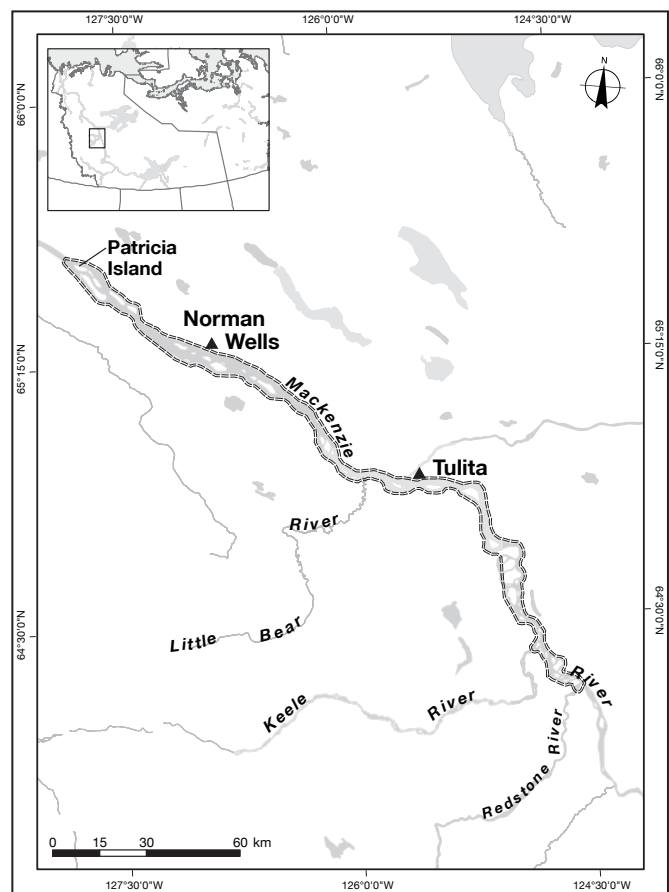 127°30'0"W 126°0'0"W 124°30'0"W
66°0'0"N
66°0'0"N
N
Patricia
Island
Norman
Wells
65°15'0"N
65°15'0"N
Mackenzie
Tulita
River
Little Bear
64°30'0"N
64°30'0"N
River
Keele River
Redstone River
0 15 30 60 km
127°30'0"W 126°0'0"W 124°30'0"W